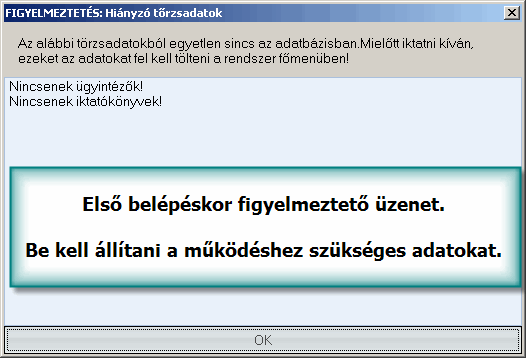 FIGYELMEZTETÉS: Hiányzó tőrzsadatok
Az alábbi törzsadatokból egyetlen sincs az adatbázisban.Mielőtt iktatni kíván,
ezeket az adatokat fel kell tölteni a rendszer főmenüben!
Nincsenek ügyintézők!
Nincsenek iktatókönyvek!
Első belépéskor figyelmeztető üzenet.
Be kell állítani a működéshez szükséges adatokat.
OK